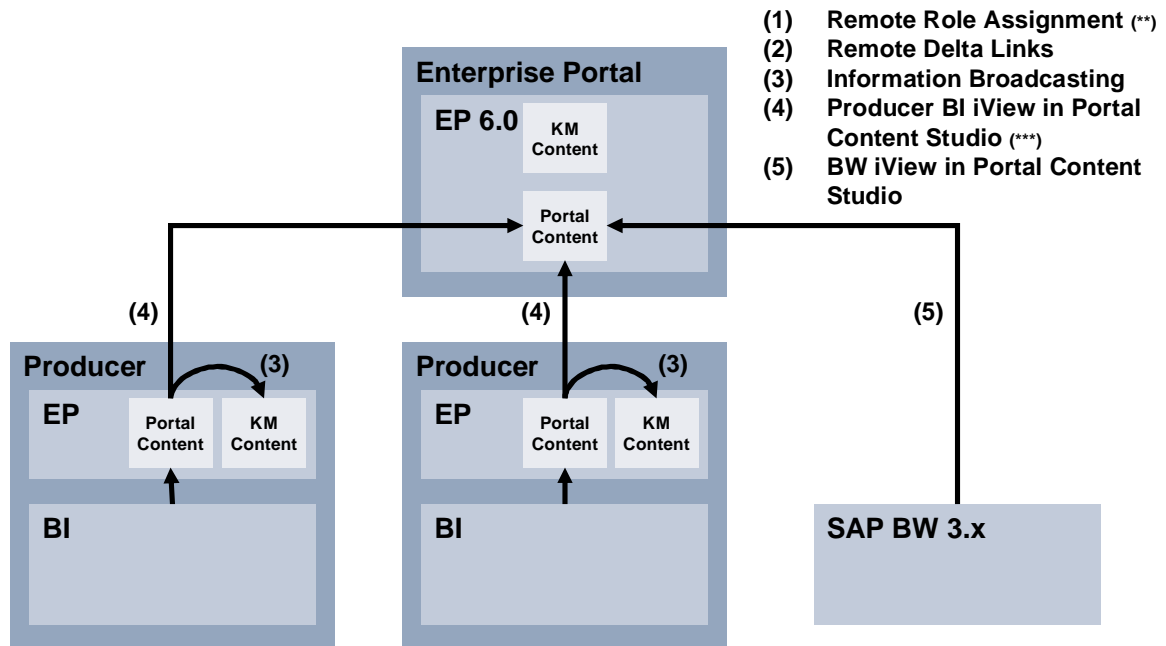 (1) Remote Role Assignment (**)
(2) Remote Delta Links
(3) Information Broadcasting
(4) Producer BI iView in Portal
Content Studio (***)
(5) BW iView in Portal Content
Studio
Enterprise Portal
EP 6.0
KM
Content
Portal
Content
(4)
(4)
(5)
Producer
(3)
EP
Portal
Content
KM
Content
BI
Producer
(3)
EP
Portal
Content
KM
Content
BI
SAP BW 3.x